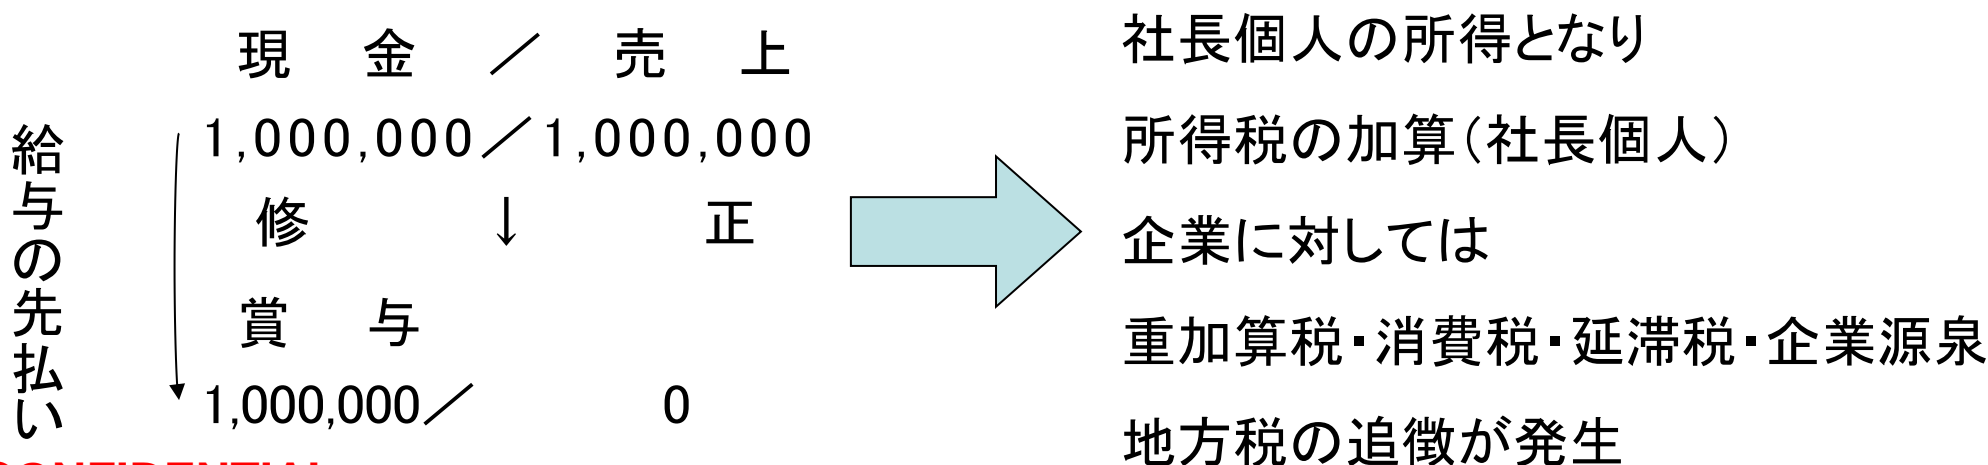 現 金 ／ 売 上
1,000,000／1,000,000
修 ↓ 正
賞 与
1,000,000／ 0
給与の先払い
社長個人の所得となり
所得税の加算（社長個人）
企業に対しては
重加算税・消費税・延滞税・企業源泉
地方税の追徴が発生
CONFIDENTIAL